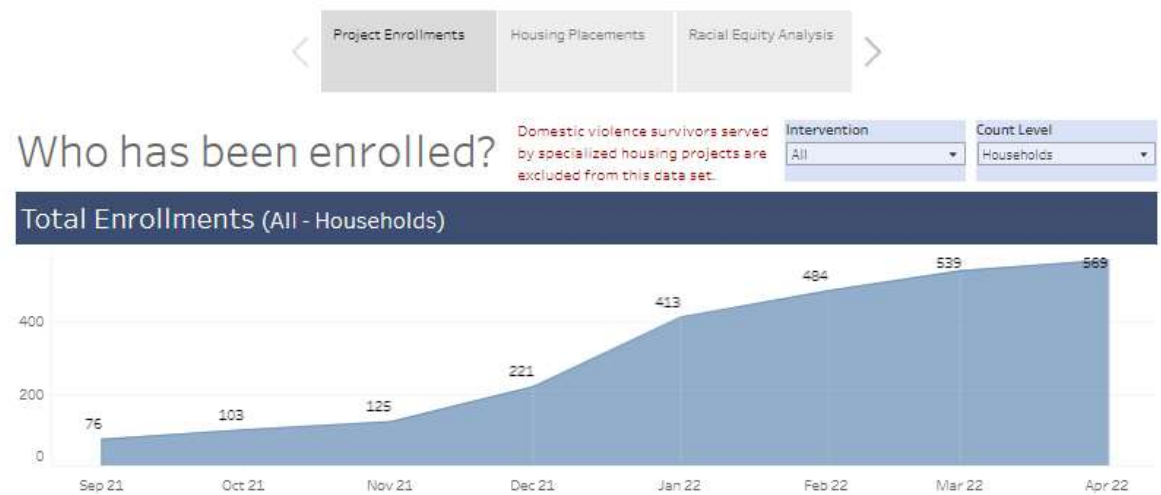 Project Enrollments
Housing Placements
Racial Equity Analysis
Who has been enrolled?
Domestic violence survivors served
by specialized housing projects are
excluded from this data set.
Intervention
All
Count Level
Households
Total Enrollments (All - Households)
400
200
0
76
103
125
221
413
484
539
569
Sep 21
Oct 21
Nov 21
Dec 21
Jan 22
Feb 22
Mar 22
Apr 22